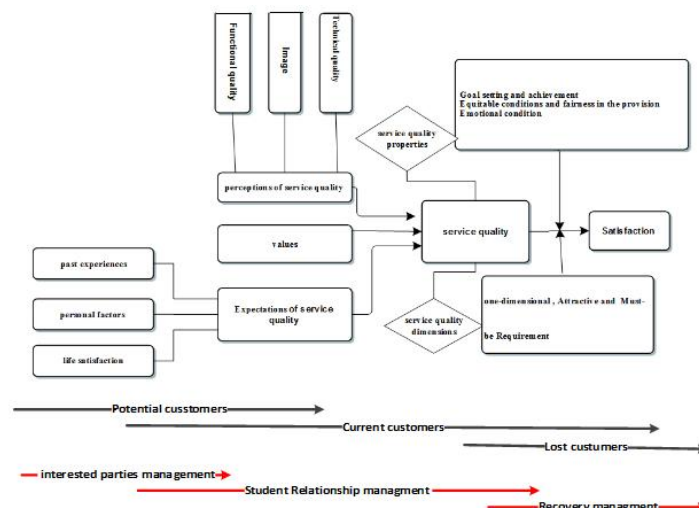 Functional quality
Image
Technical quality
Goal setting and achievement
Equitable conditions and fairness in the provision
Emotional condition
service quality
properties
perceptions of service quality
values
service quality
Satisfaction
past experiences
personal factors
life satisfaction
Expectations of service
quality
service quality
dimensions
one-dimensional , Attractive and Must-
be Requirement
Potential cusstomers
Current customers
Lost custumers
interested parties management
Student Relationship managment
Recovery managment